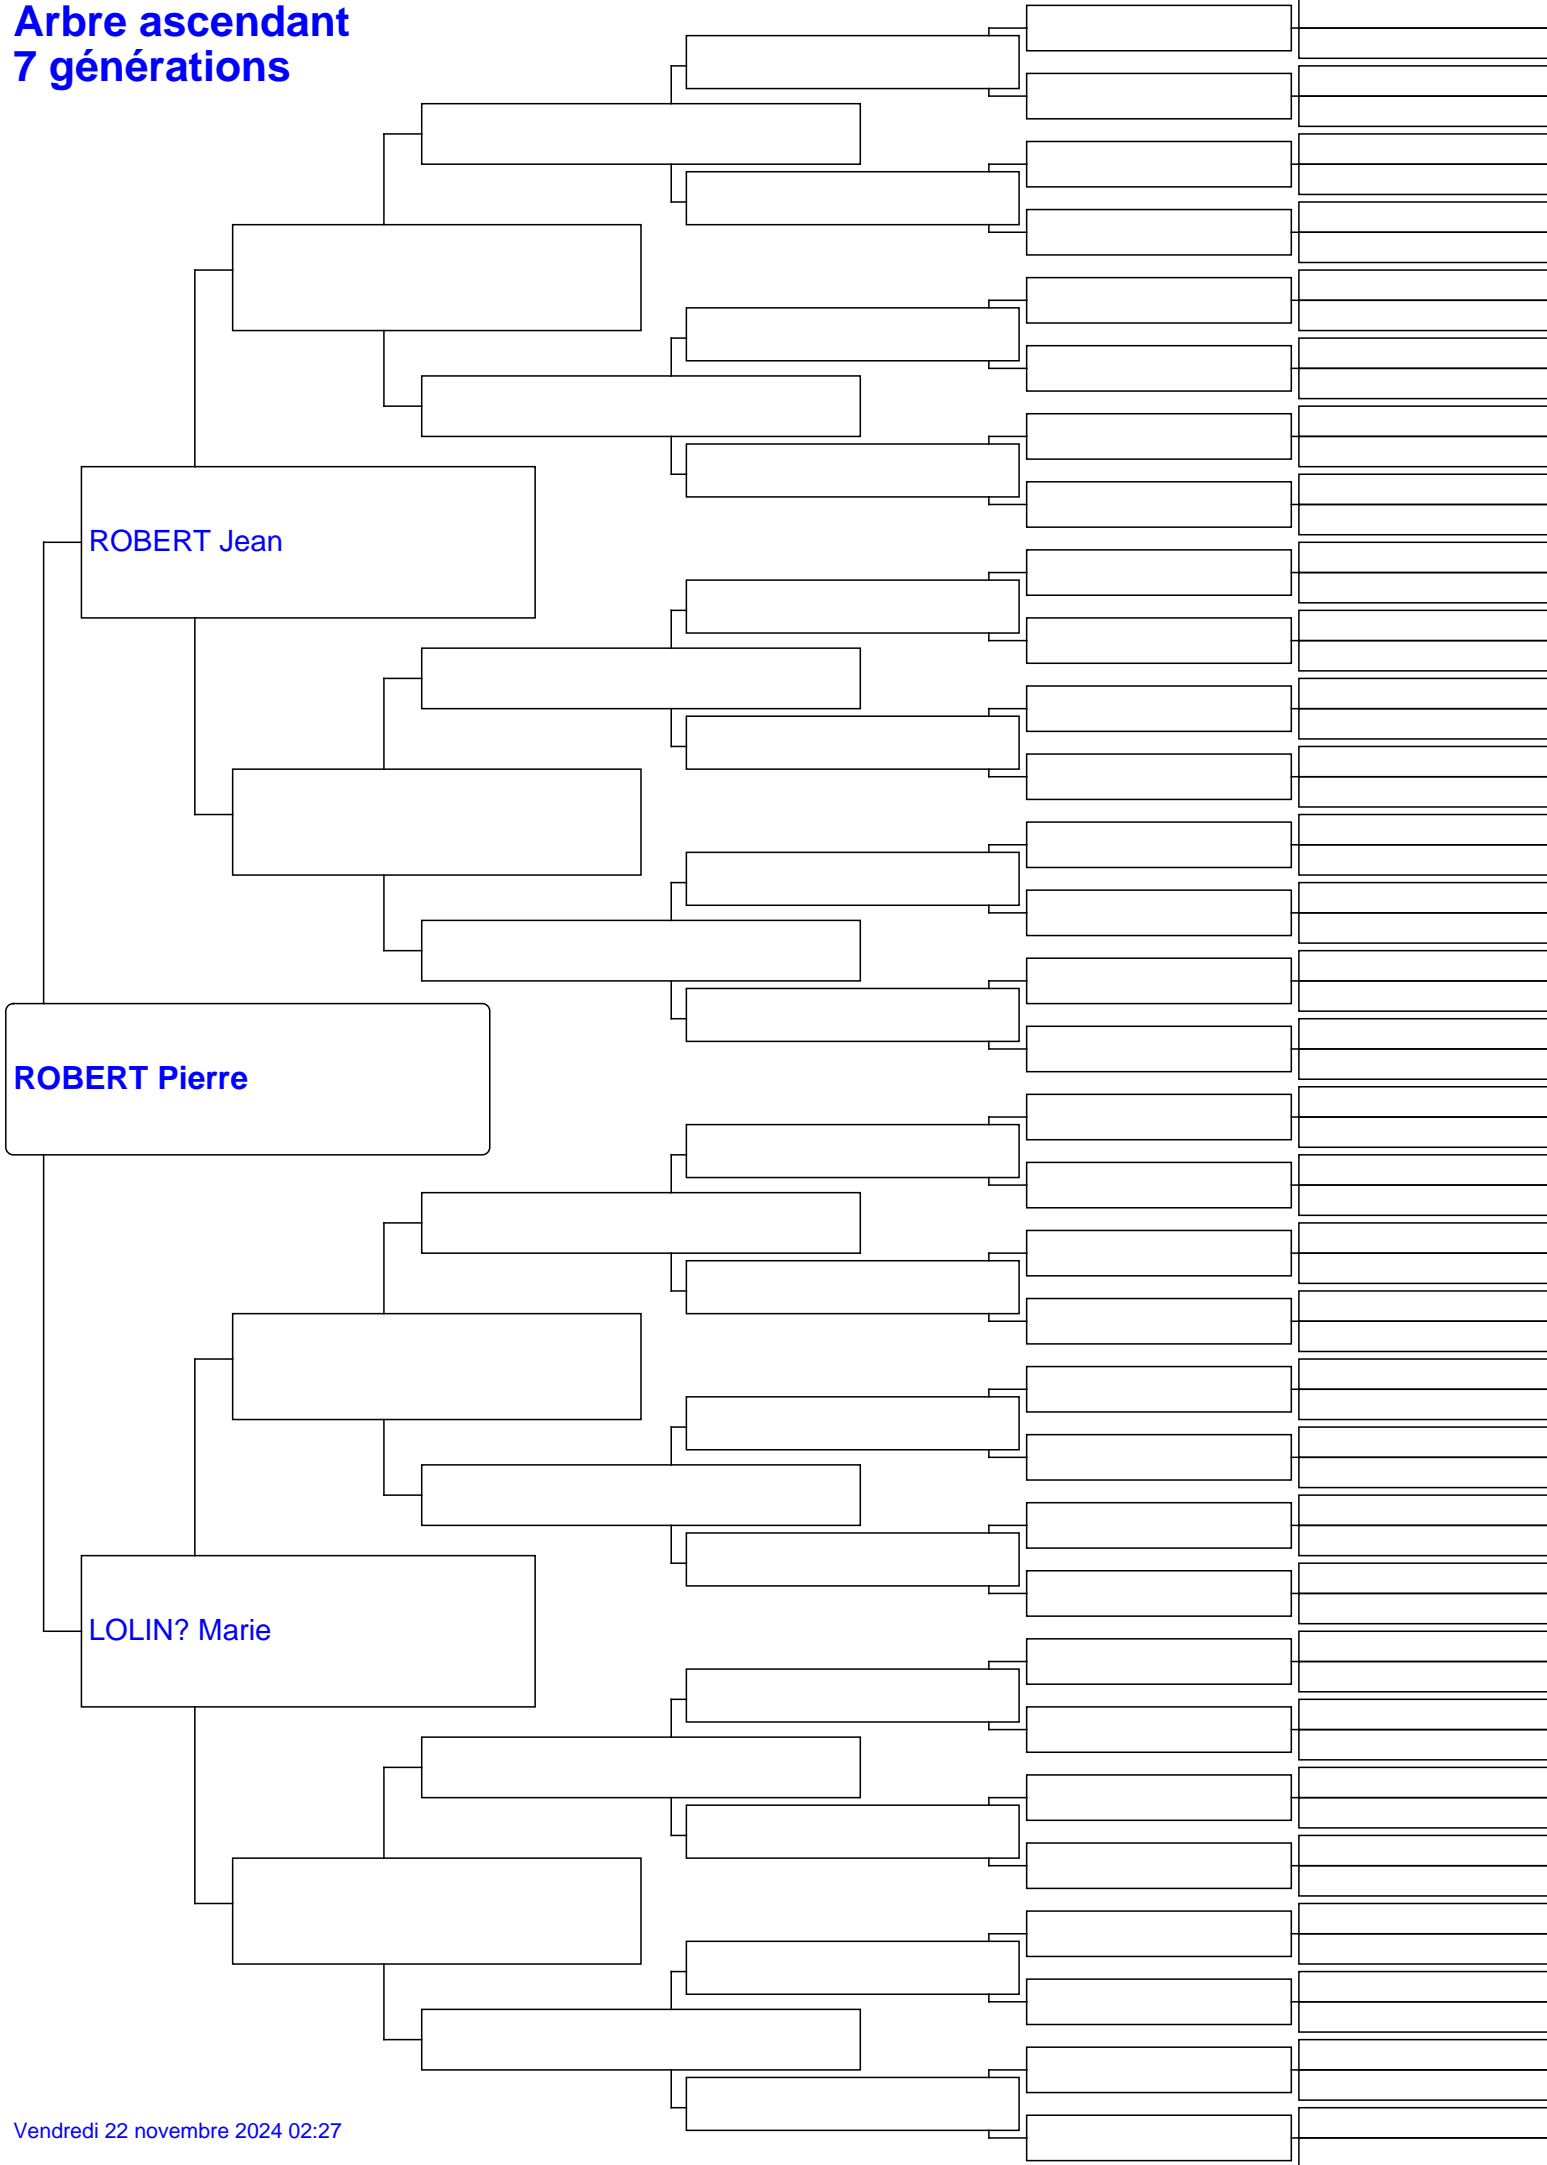 Arbre ascendant
7 générations
ROBERT Jean
ROBERT Pierre
LOLIN? Marie
Vendredi 22 novembre 2024 02:27